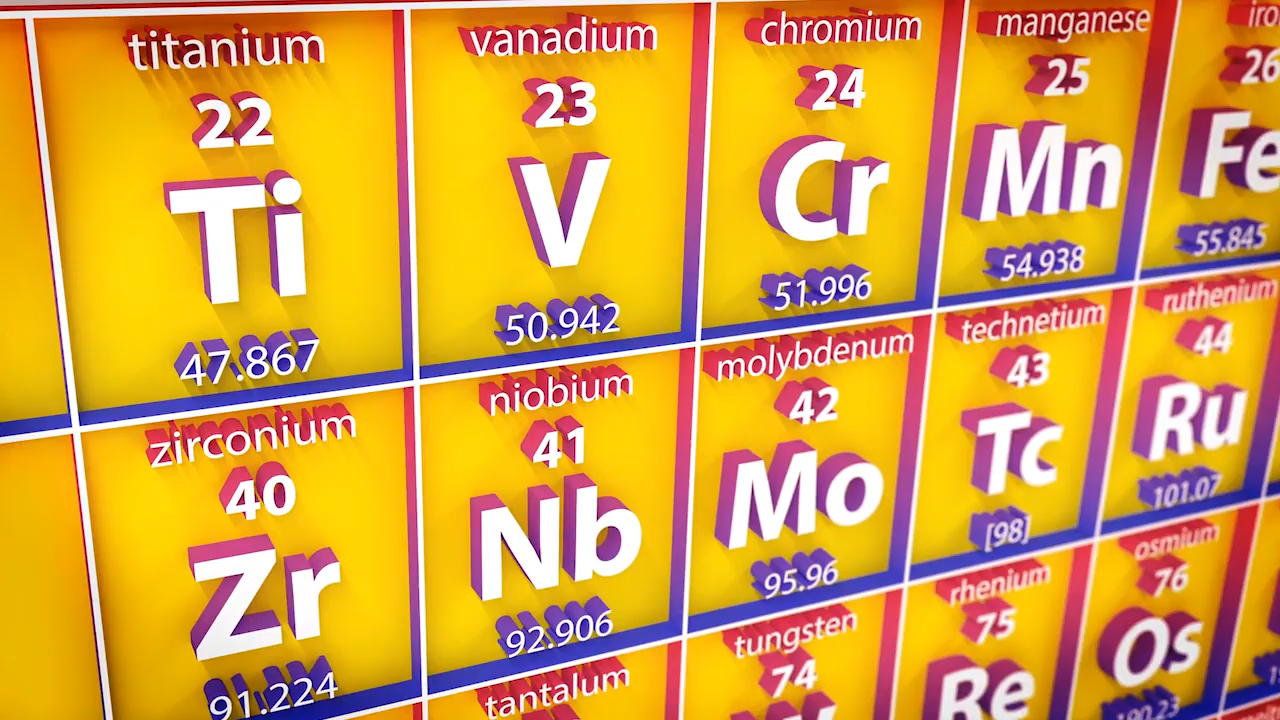 titanium
22
Ti
47.867
vanadium
23
V
50.942
chromium
24
Cr
51.996
manganese
25
Mn
54.938
26
Fe
55.845
zirconium
40
Zr
91.224
niobium
41
Nb
92.906
molybdenum
42
Mo
95.96
technetium
43
Tc
[98]
ruthenium
44
Ru
101.07
tantalum
tungsten
74
W
rhenium
75
Re
osmium
76
Os
190.23